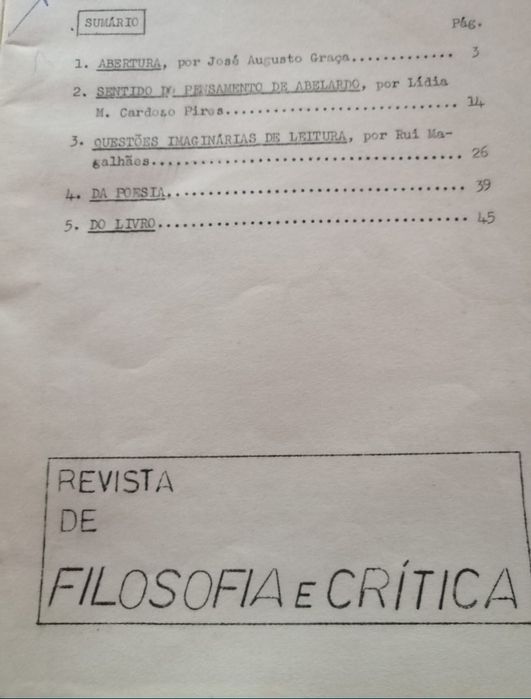 SUMÁRIO Pág.
1. ABERTURA, por José Augusto Graça............. 3
2. SENTIDO DO PENSAMENTO DE ABELARDO, por Lídia
M. Cardoso Pires............................. 14
3. QUESTÕES IMAGINÁRIAS DE LEITURA, por Rui Ma-
galhães....................................... 26
4. DA POESIA..................................... 39
5. DO LIVRO...................................... 45
REVISTA
DE
FILOSOFIA E CRÍTICA